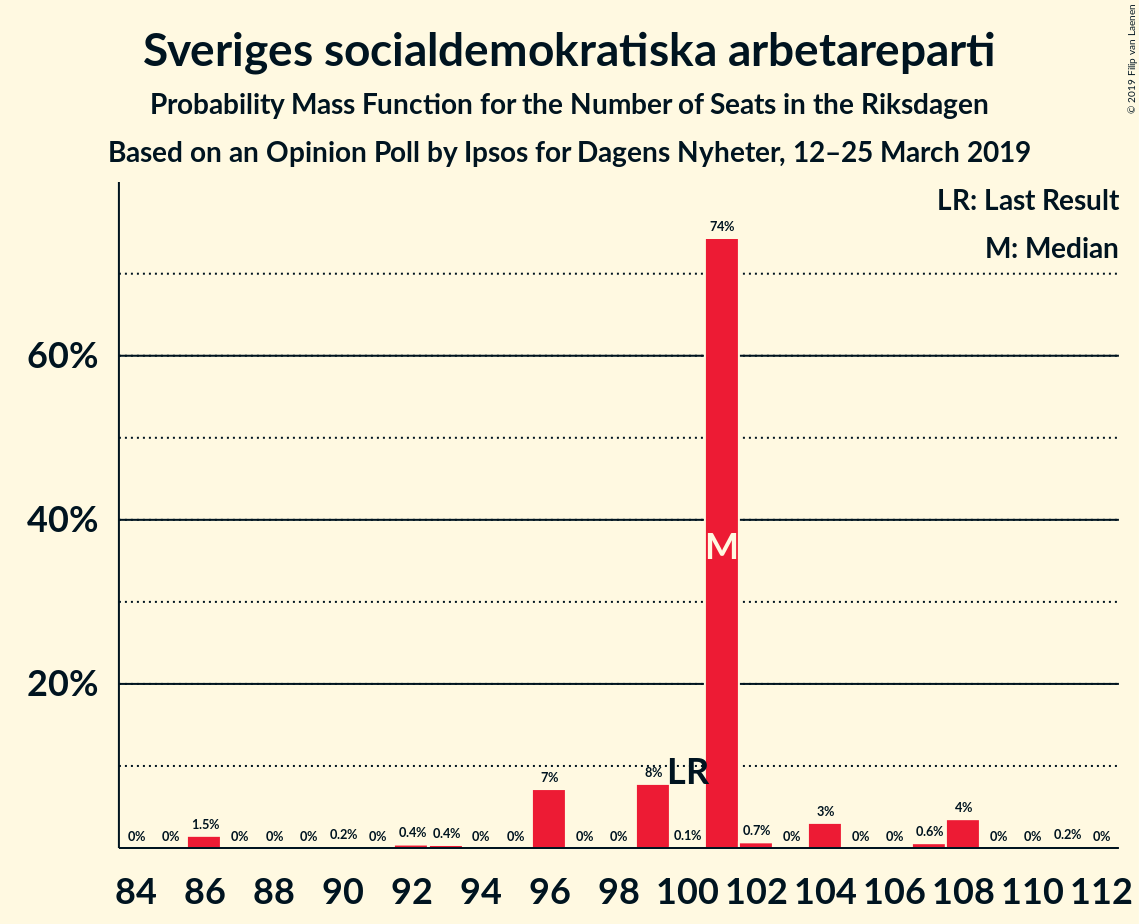 Sveriges socialdemokratiska arbetareparti
Probability Mass Function for the Number of Seats in the Riksdagen
Based on an Opinion Poll by Ipsos for Dagens Nyheter, 12–25 March 2019
© 2019 Filip van Laenen
LR: Last Result
M: Median
60%
40%
20%
0% 0% 1.5% 0% 0% 0% 0.2% 0% 0.4% 0.4% 0% 0% 7% 0% 0% 8% 0.1% 74% 0.7% 0% 3% 0% 0% 0.6% 4% 0% 0% 0.2% 0%
LR
M
84 86 88 90 92 94 96 98 100 102 104 106 108 110 112